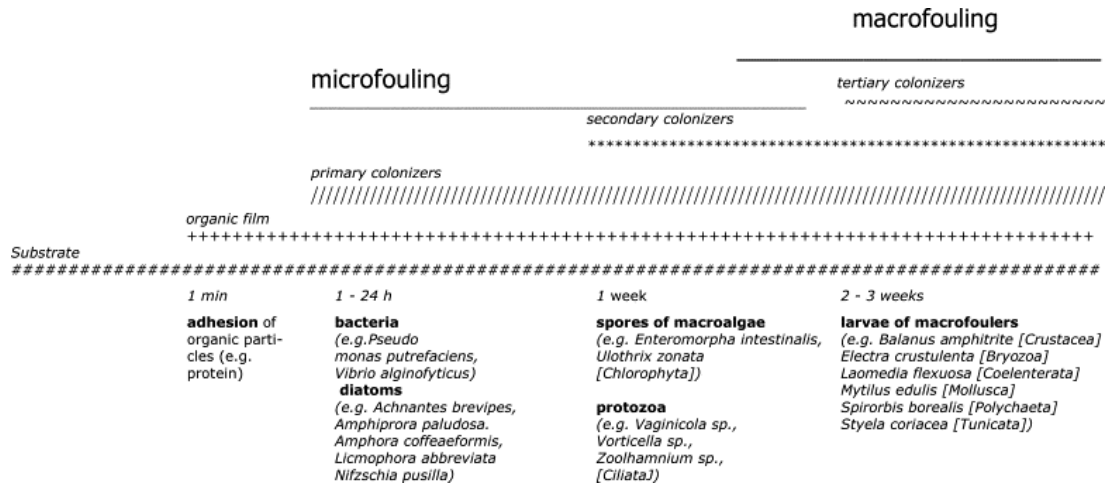 macrofouling
microfouling
tertiary colonizers
~~~~~~~~~~~~~~~~~~~~~~~
secondary colonizers
**********************************************************
primary colonizers
//////////////////////////////////////////////////////////////////////////////////////////////////////////////
organic film
++++++++++++++++++++++++++++++++++++++++++++++++++++++++++++++++++++++++++++++++
Substrate
################################################################################################
1 min
adhesion of
organic parti-
cles (e.g.
protein)
1 - 24 h
bacteria
(e.g.Pseudo
monas putrefaciens,
Vibrio alginofyticus)
diatoms
(e.g. Achnantes brevipes,
Amphiprora paludosa.
Amphora coffeaeformis,
Licmophora abbreviata
Nifzschia pusilla)
1 week
spores of macroalgae
(e.g. Enteromorpha intestinalis,
Ulothrix zonata
[Chlorophyta])
protozoa
(e.g. Vaginicola sp.,
Vorticella sp.,
Zoolhamnium sp.,
[CiliataJ)
2 - 3 weeks
larvae of macrofoulers
(e.g. Balanus amphitrite [Crustacea]
Electra crustulenta [Bryozoa]
Laomedia flexuosa [Coelenterata]
Mytilus edulis [Mollusca]
Spirorbis borealis [Polychaeta]
Styela coriacea [Tunicata])